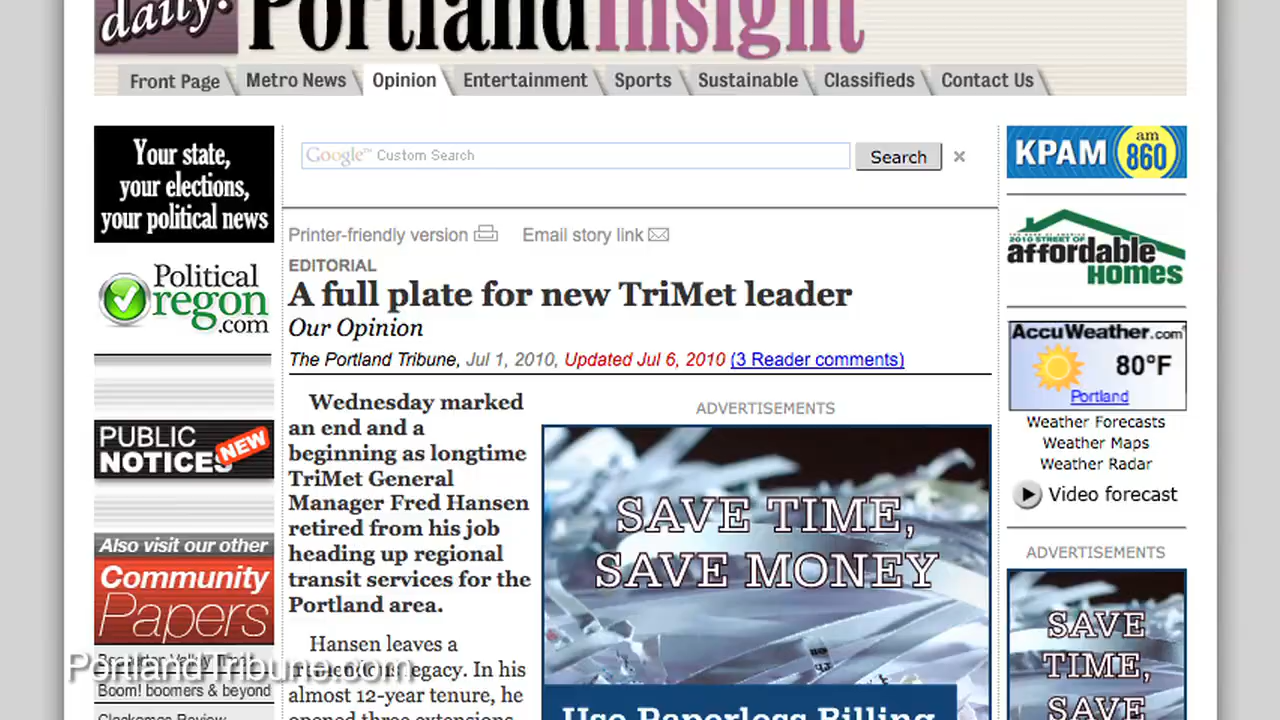 daily!
PortlandInsight
Front Page
Metro News
Opinion
Entertainment
Sports
Sustainable
Classifieds
Contact Us
Your state,
your elections,
your political news
Political
regon
.com
PUBLIC
NOTICES
NEW
Also visit our other
Community
Papers
Boom! boomers & beyond
PortlandTribune.com
Google™ Custom Search
Search
Printer-friendly version
Email story link
EDITORIAL
A full plate for new TriMet leader
Our Opinion
The Portland Tribune, Jul 1, 2010, Updated Jul 6, 2010 (3 Reader comments)
Wednesday marked
an end and a
beginning as longtime
TriMet General
Manager Fred Hansen
retired from his job
heading up regional
transit services for the
Portland area.
Hansen leaves a
legacy. In his
almost 12-year tenure, he
opened three extensions
ADVERTISEMENTS
SAVE TIME,
SAVE MONEY
Use Paperless Billing
KPAM am 860
2010 STREET OF
affordable
HOMES
AccuWeather.com
80°F
Portland
Weather Forecasts
Weather Maps
Weather Radar
Video forecast
ADVERTISEMENTS
SAVE
TIME,
SAVE